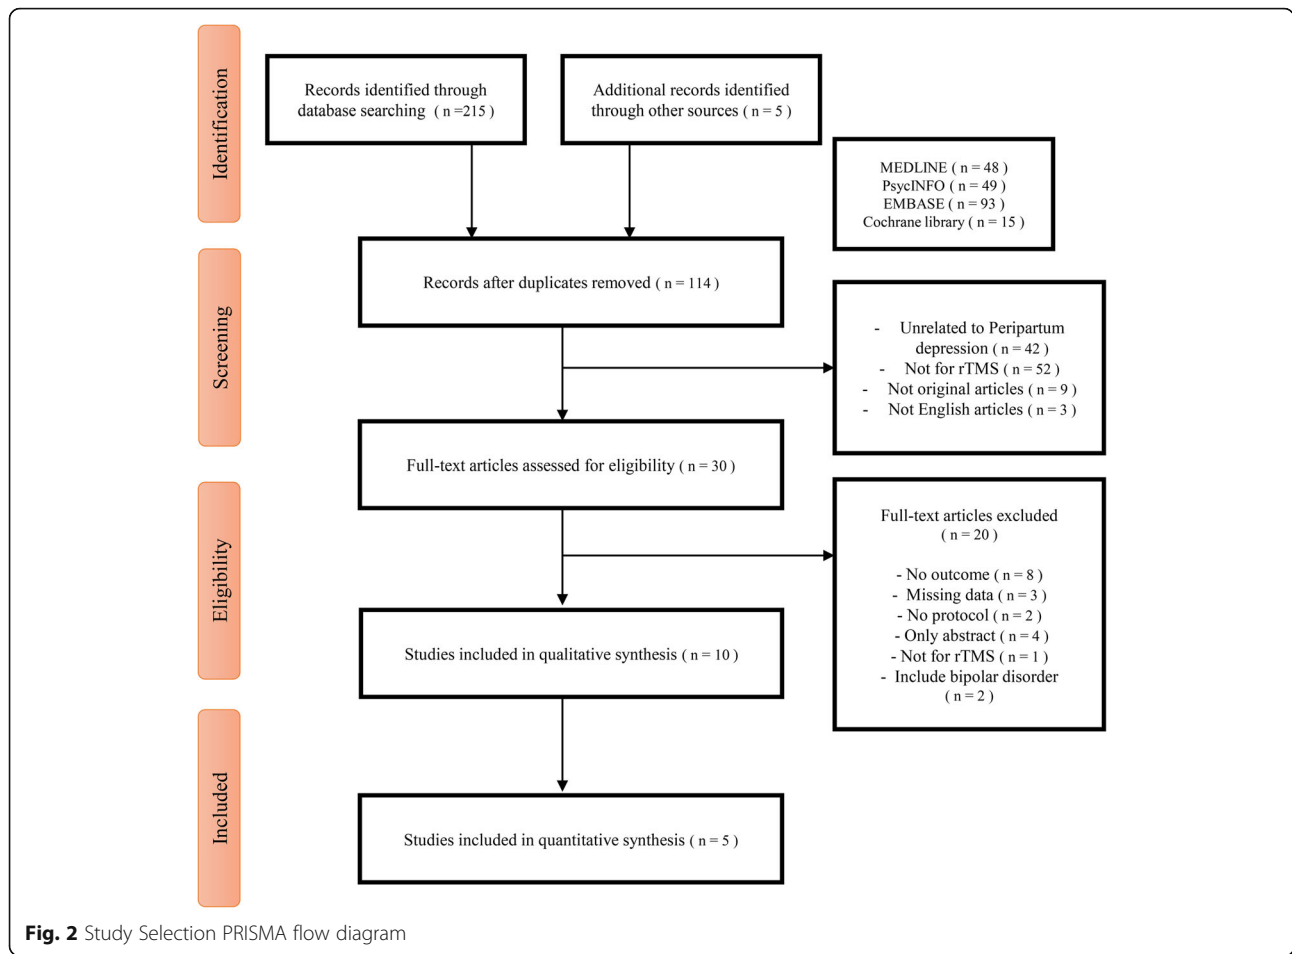 Identification
Records identified through
database searching ( n =215 )
Additional records identified
through other sources ( n = 5 )
MEDLINE ( n = 48 )
PsycINFO ( n = 49 )
EMBASE ( n = 93 )
Cochrane library ( n = 15 )
Screening
Records after duplicates removed ( n = 114 )
- Unrelated to Peripartum
depression ( n = 42 )
- Not for rTMS ( n = 52 )
- Not original articles ( n = 9 )
- Not English articles ( n = 3 )
Full-text articles assessed for eligibility ( n = 30 )
Eligibility
Full-text articles excluded
( n = 20 )
- No outcome ( n = 8 )
- Missing data ( n = 3 )
- No protocol ( n = 2 )
- Only abstract ( n = 4 )
- Not for rTMS ( n = 1 )
- Include bipolar disorder
( n = 2 )
Studies included in qualitative synthesis ( n = 10 )
Included
Studies included in quantitative synthesis ( n = 5 )
Fig. 2 Study Selection PRISMA flow diagram